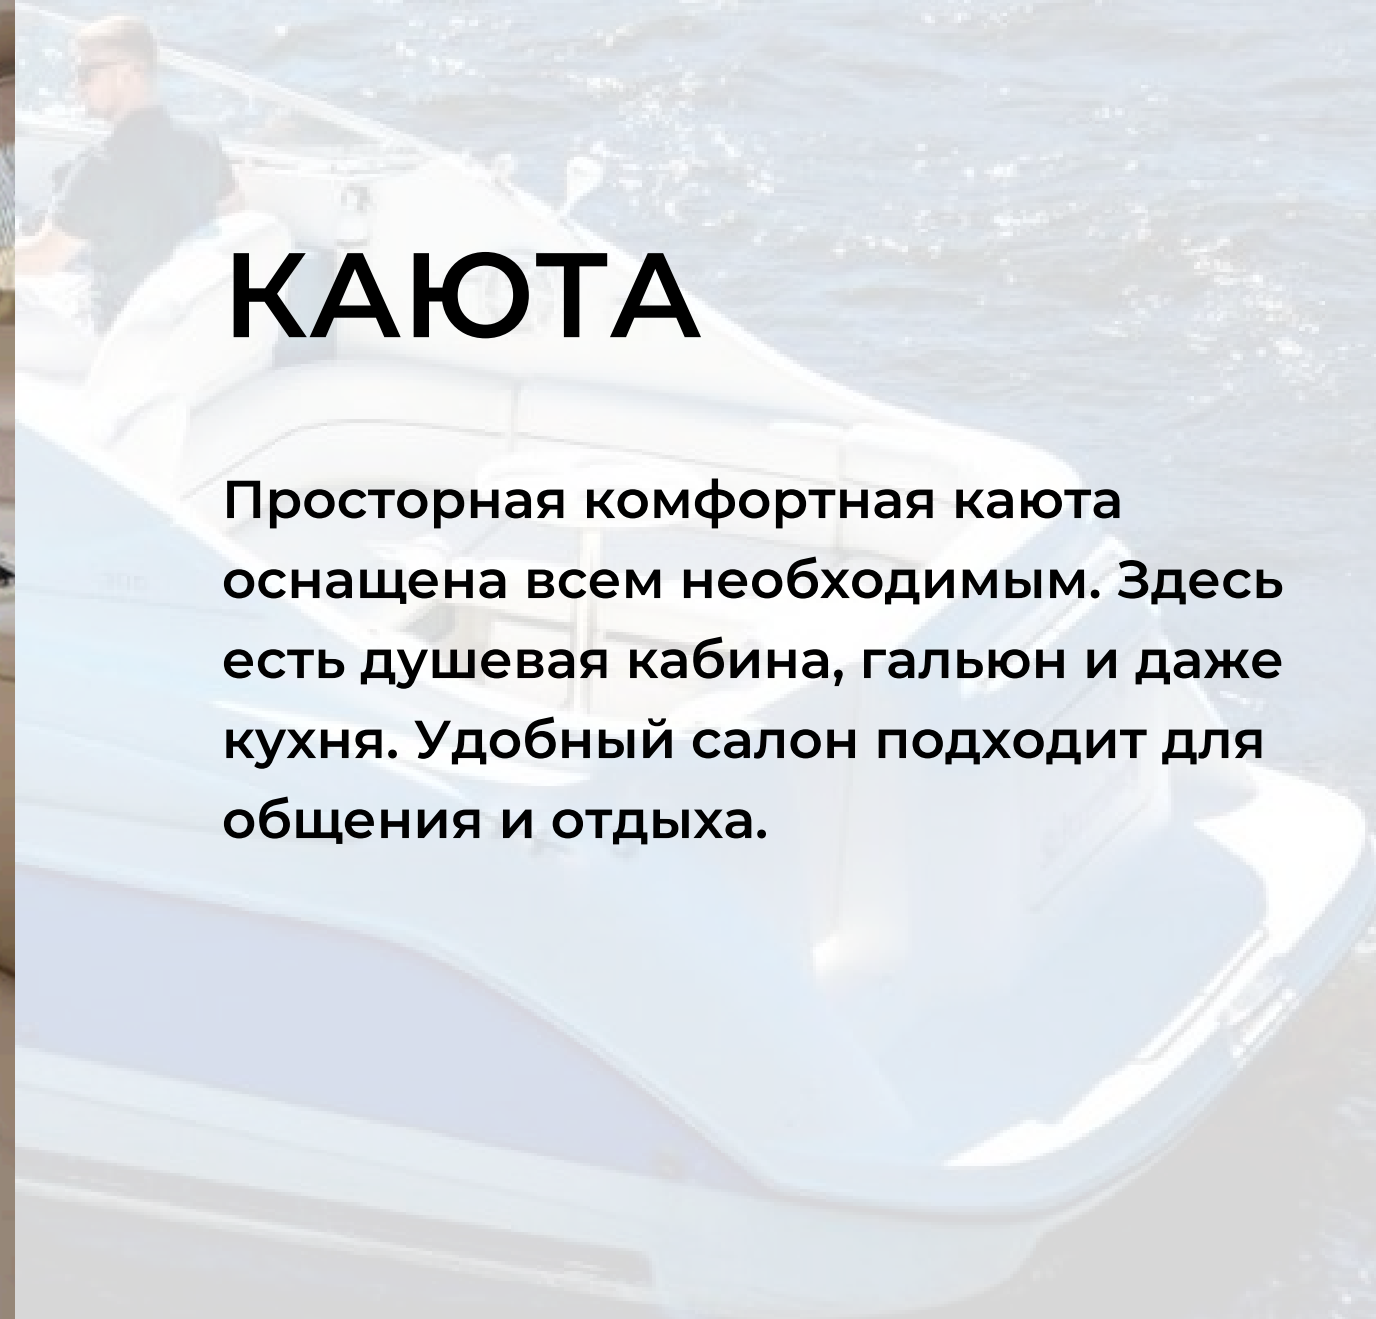 КАЮТА
Просторная комфортная каюта
оснащена всем необходимым. Здесь
есть душевая кабина, гальюн и даже
кухня. Удобный салон подходит для
общения и отдыха.